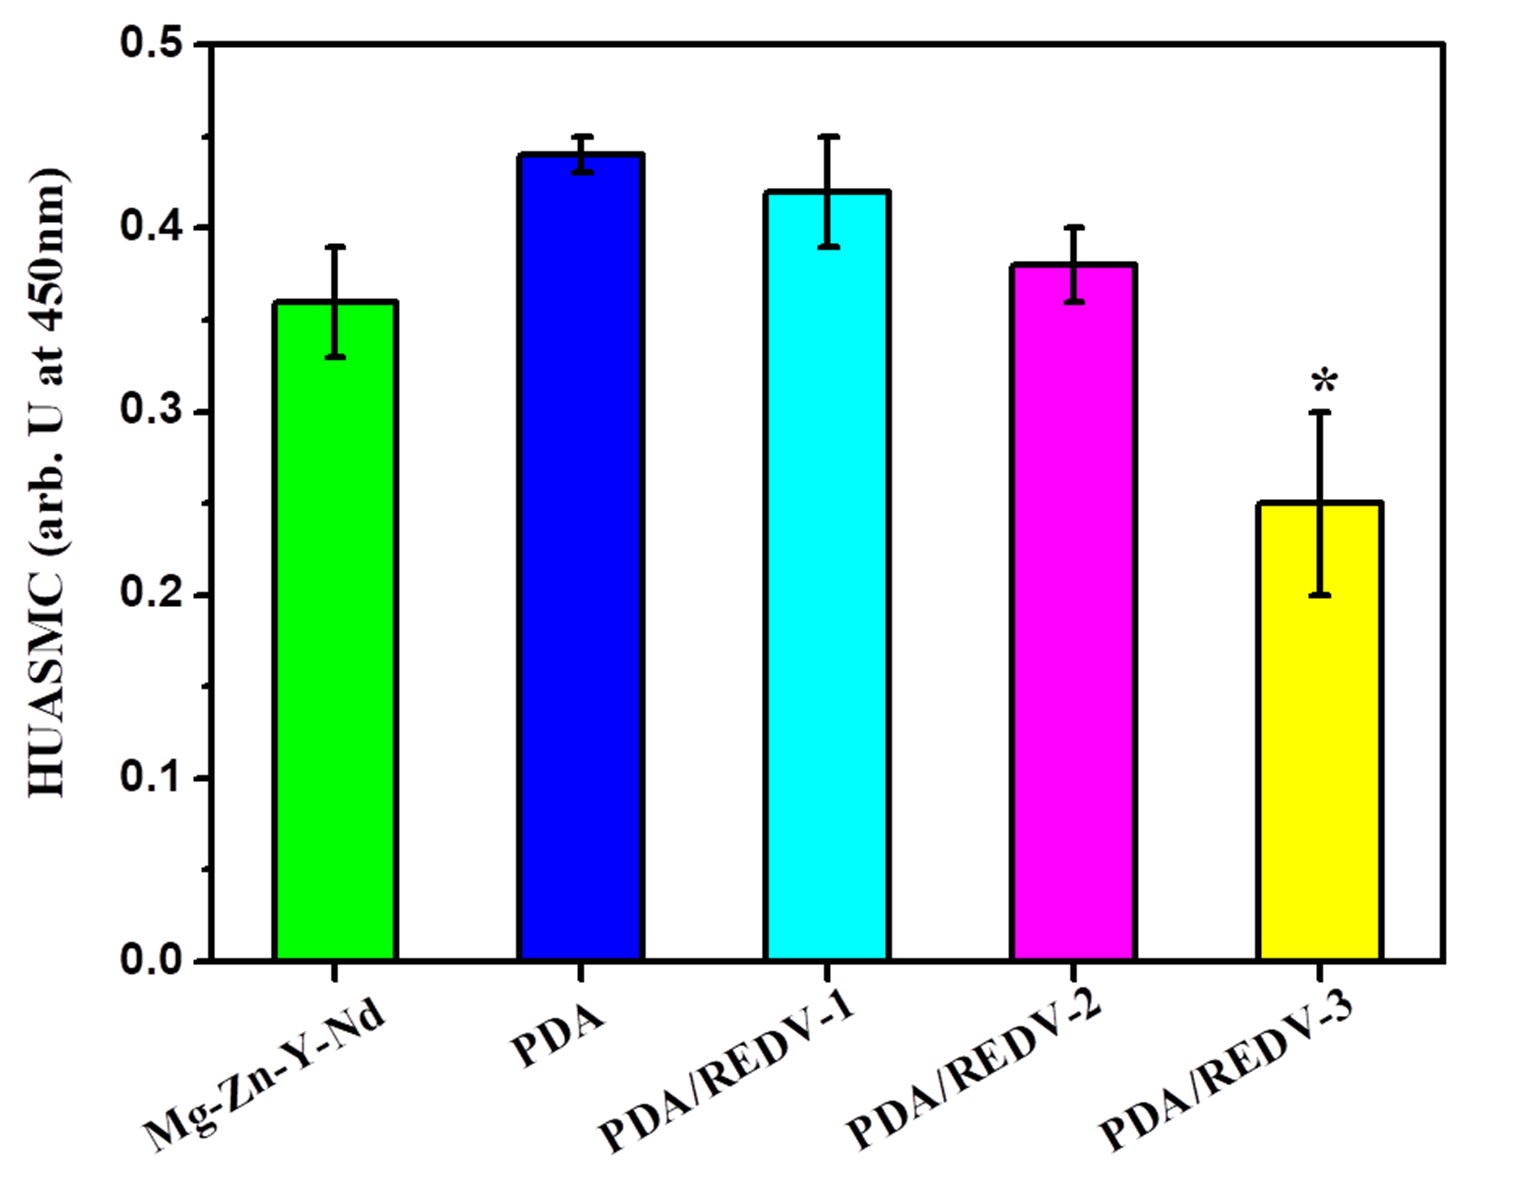 HUASMC (arb. U at 450nm)
0.5
0.4
0.3
0.2
0.1
0.0
*
Mg-Zn-Y-Nd
PDA
PDA/REDV-1
PDA/REDV-2
PDA/REDV-3